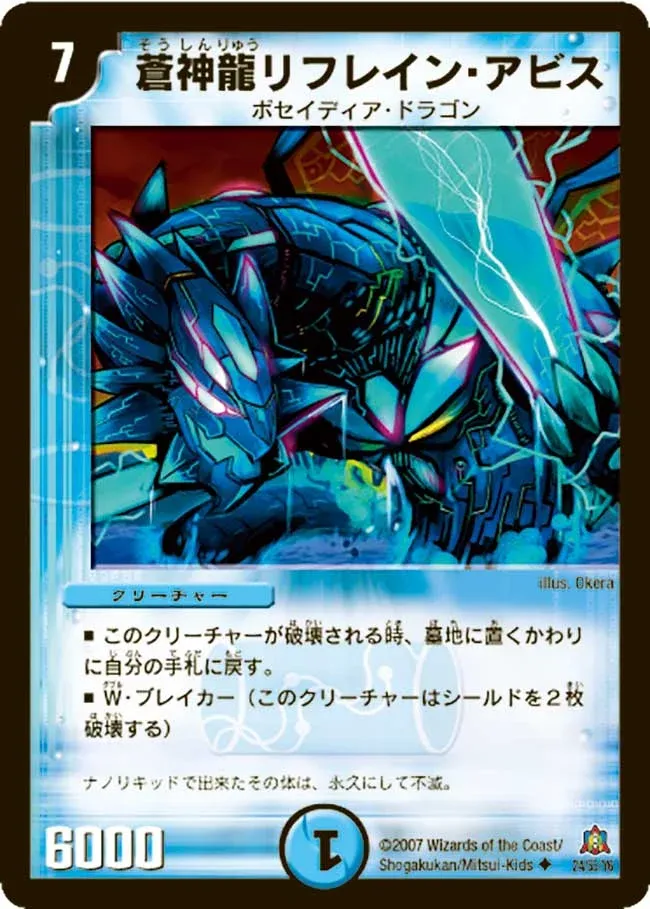 7
そうしんりゅう
蒼神龍リフレイン・アビス
ポセイディア・ドラゴン
illus. Okera
クリーチャー
■ このクリーチャーが破壊される時、墓地に置くかわり
に自分の手札に戻す。
■ W・ブレイカー（このクリーチャーはシールドを２枚
破壊する）
ナノリキッドで出来たその体は、永久にして不滅。
6000
1
©2007 Wizards of the Coast/
Shogakukan/Mitsui-Kids
24/55 Y6